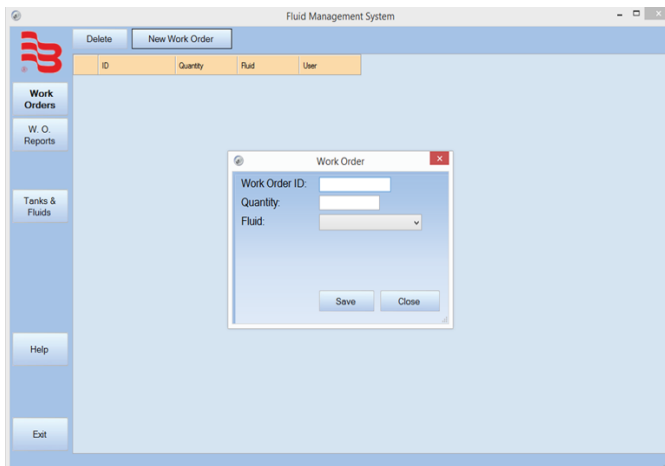 Fluid Management System
Delete
New Work Order
ID
Quantity
Fluid
User
Work
Orders
W. O.
Reports
Tanks &
Fluids
Help
Exit
Work Order
Work Order ID:
Quantity:
Fluid:
Save
Close